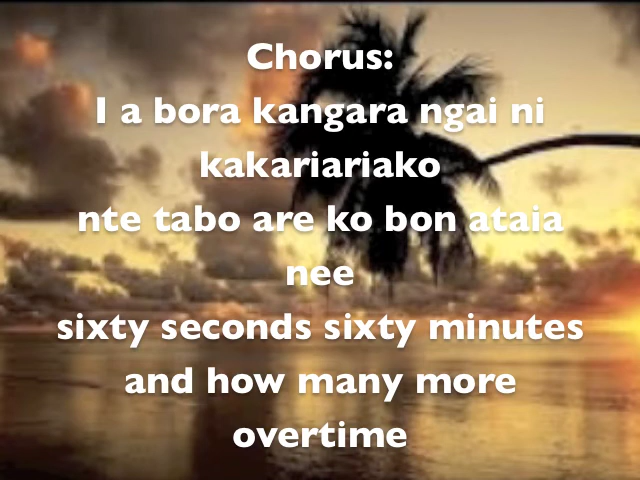 Chorus:
I a bora kangara ngai ni
kakariariako
nte tabo are ko bon ataia
nee
sixty seconds sixty minutes
and how many more
overtime